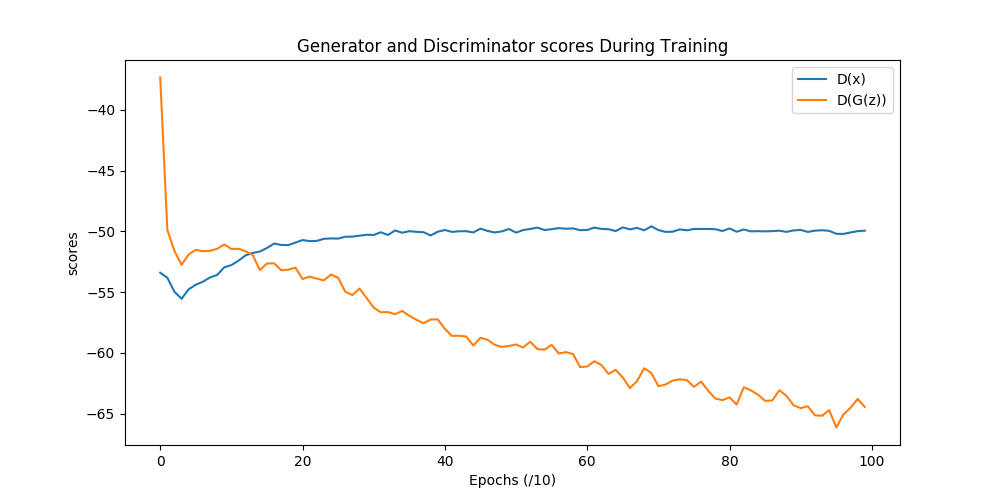 Generator and Discriminator scores During Training
D(x)
D(G(z))
scores
−40
−45
−50
−55
−60
−65
0 20 40 60 80 100
Epochs (/10)